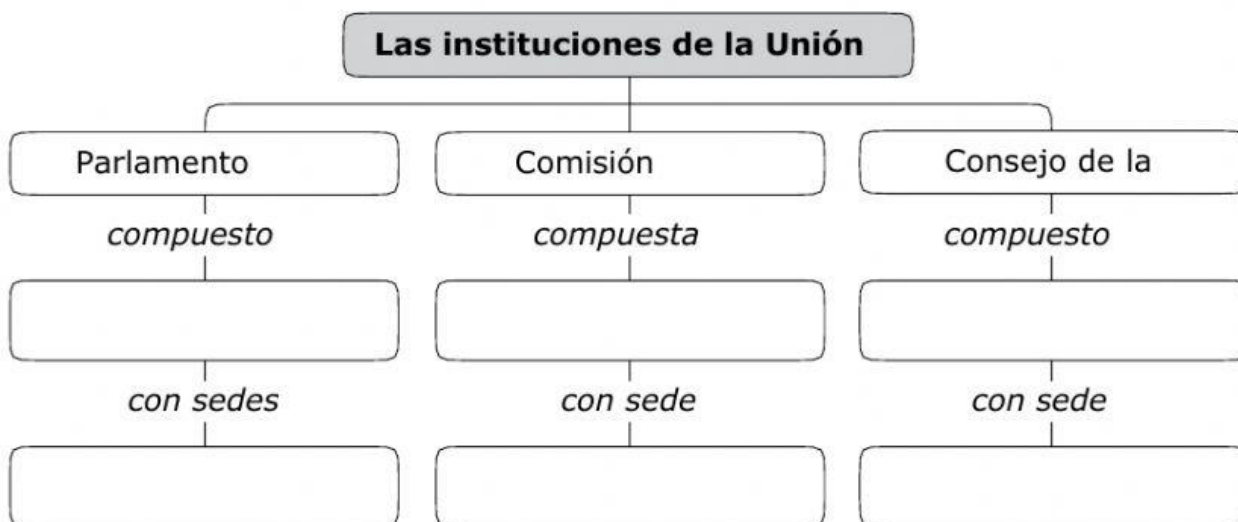 Las instituciones de la Unión
Parlamento
Comisión
Consejo de la
compuesto
compuesta
compuesto
con sedes
con sede
con sede